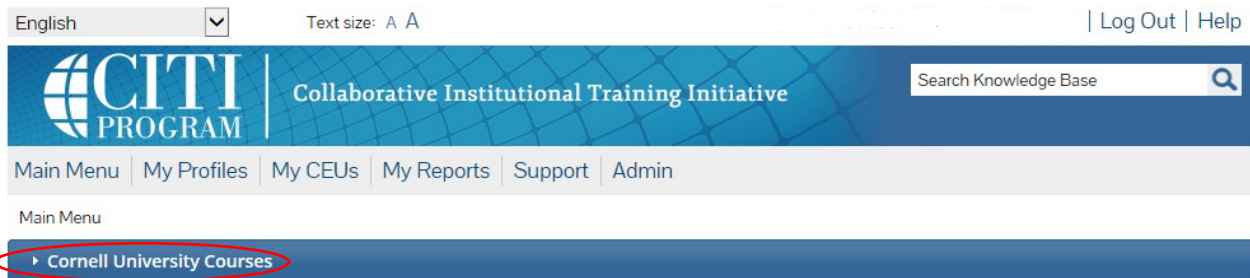 English Text size: A A | Log Out | Help
CITI PROGRAM Collaborative Institutional Training Initiative Search Knowledge Base
Main Menu | My Profiles | My CEUs | My Reports | Support | Admin
Main Menu
Cornell University Courses